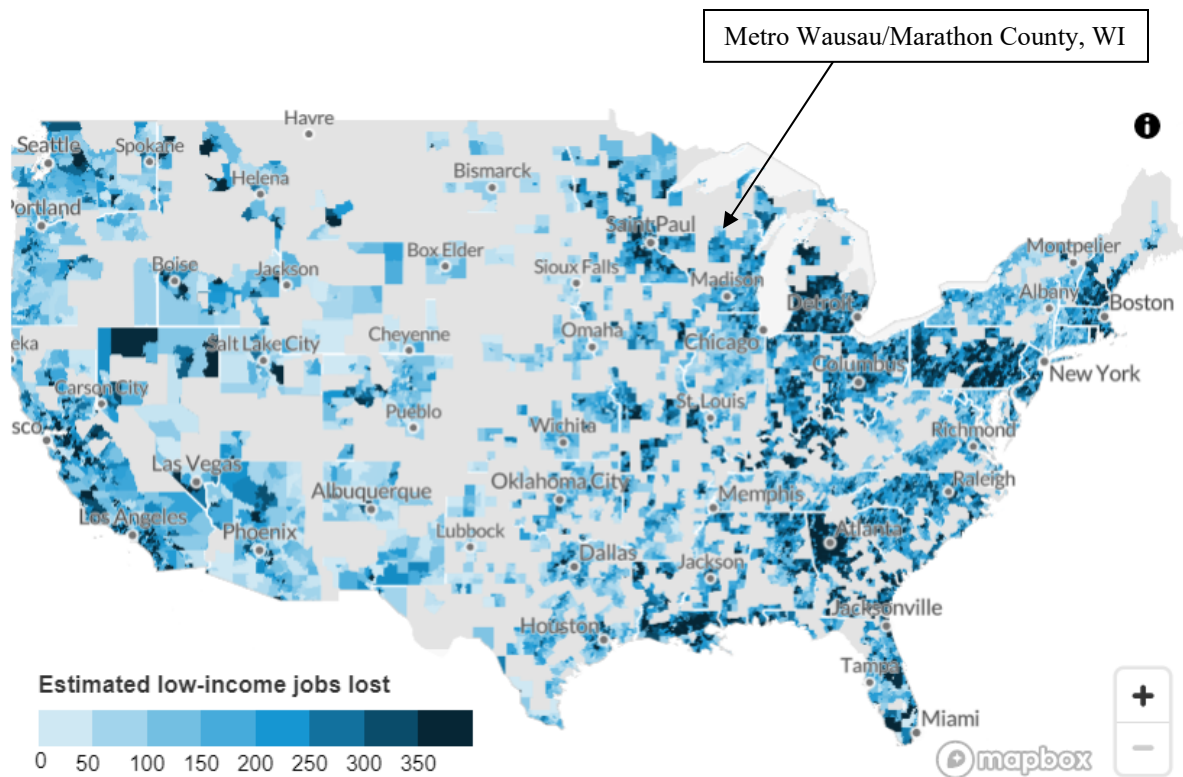 Metro Wausau/Marathon County, WI
Havre
Seattle
Spokane
Helena
Bismarck
Portland
Saint Paul
Boise
Jackson
Box Elder
Sioux Falls
Madison
Montpelier
Detroit
Albany
Boston
eka
Salt Lake City
Cheyenne
Omaha
Chicago
Columbus
New York
Carson City
Pueblo
St. Louis
sco
Wichita
Richmond
Las Vegas
Albuquerque
Oklahoma City
Memphis
Raleigh
Los Angeles
Phoenix
Lubbock
Dallas
Jackson
Atlanta
Houston
Jacksonville
Tampa
Miami
Estimated low-income jobs lost
0 50 100 150 200 250 300 350
+
−
mapbox